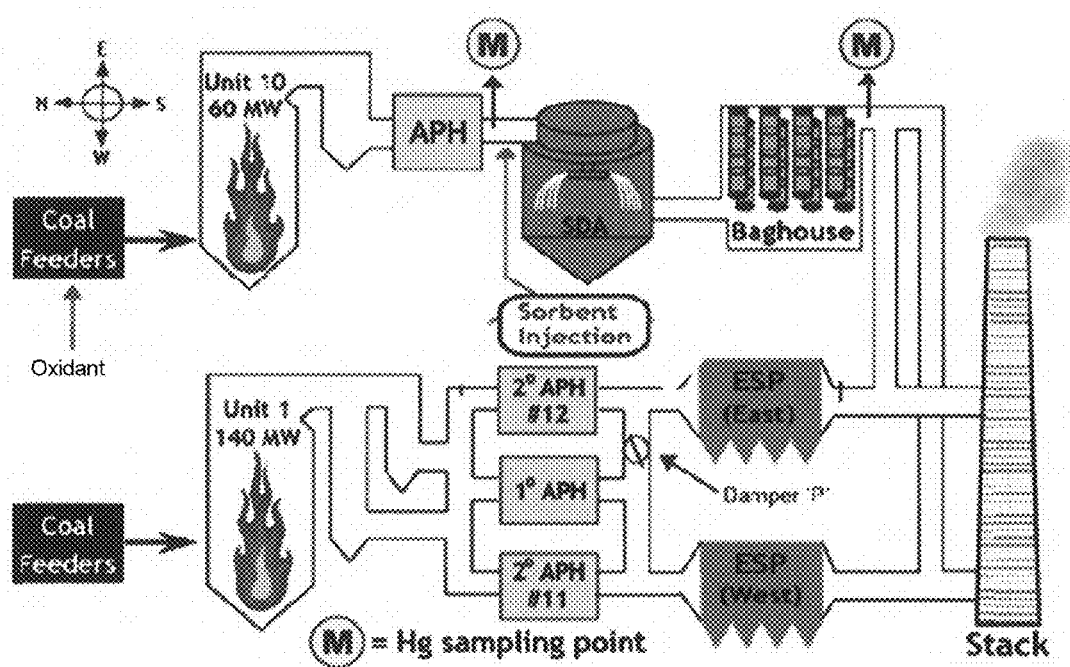 E
N
S
W
M
M
Unit 10
60 MW
APH
SDA
Baghouse
Coal
Feeders
Oxidant
Sorbent
Injection
Unit 1
140 MW
2° APH
#12
1° APH
2° APH
#11
ESP
(East)
Damper "P"
ESP
(West)
Coal
Feeders
M = Hg sampling point
Stack